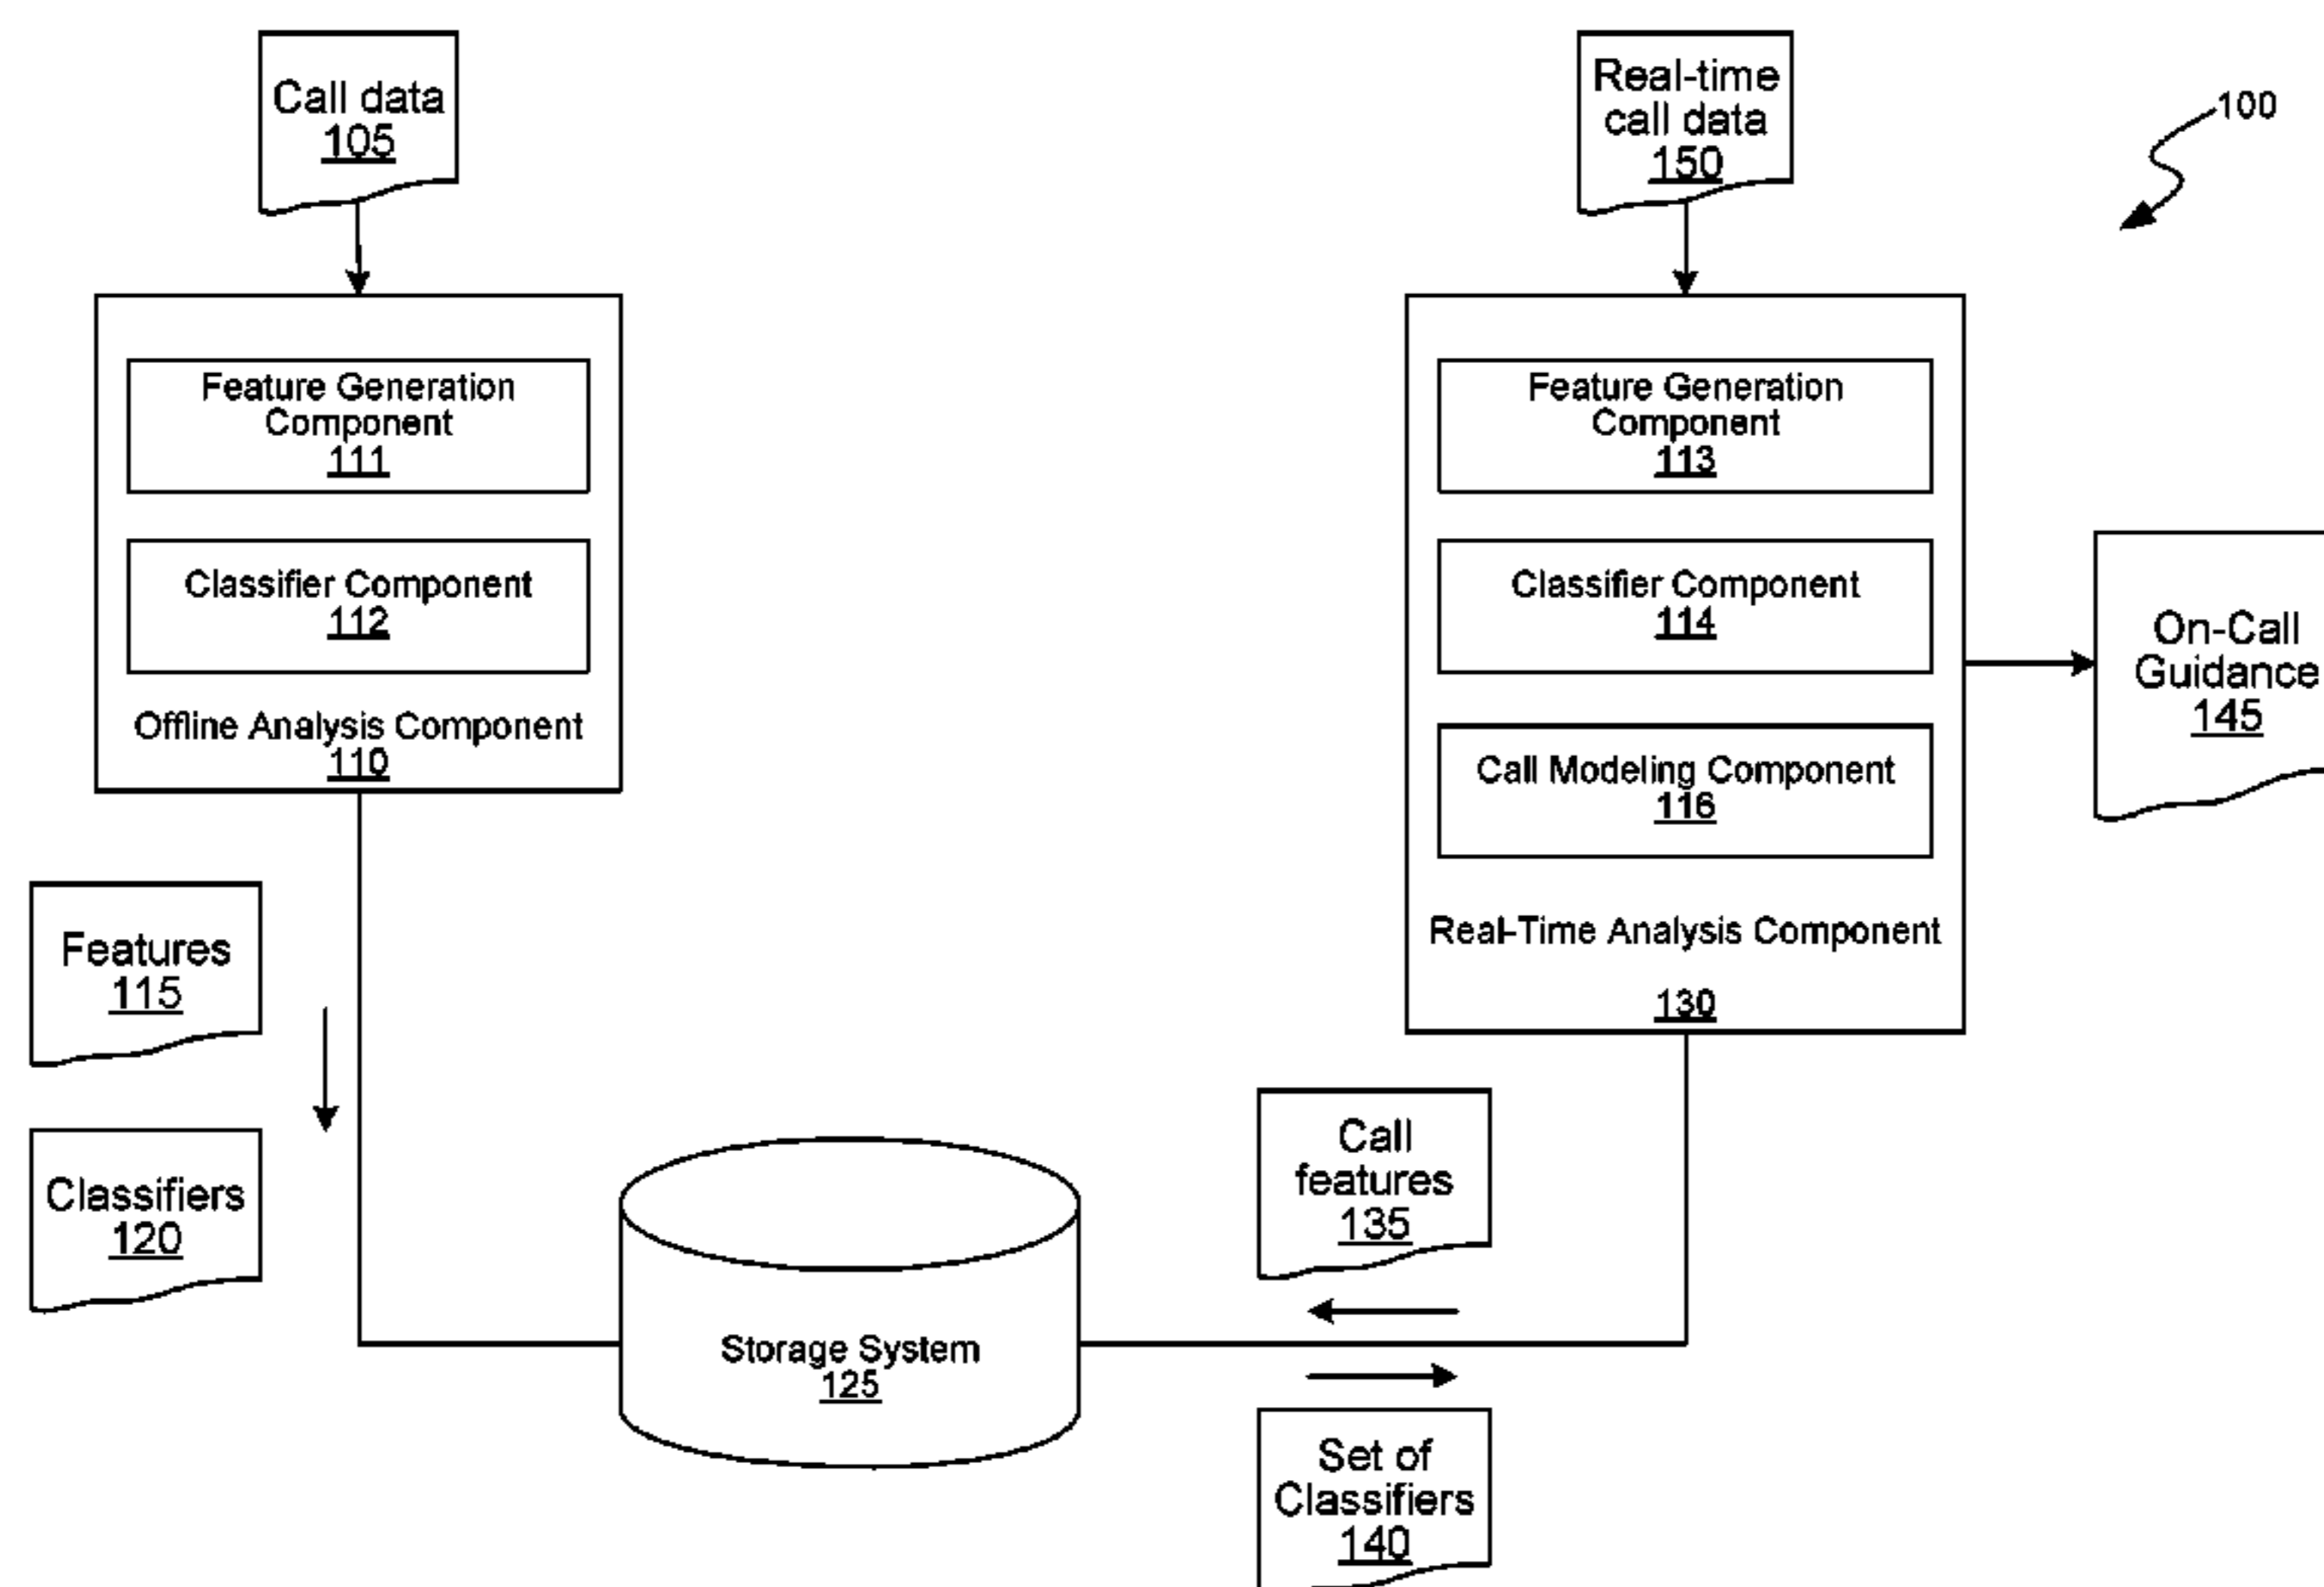 Call data
105
Real-time
call data
150
100
Feature Generation
Component
111
Classifier Component
112
Offline Analysis Component
110
Feature Generation
Component
113
Classifier Component
114
Call Modeling Component
116
Real-Time Analysis Component
130
On-Call
Guidance
145
Features
115
Classifiers
120
Storage System
125
Call
features
135
Set of
Classifiers
140